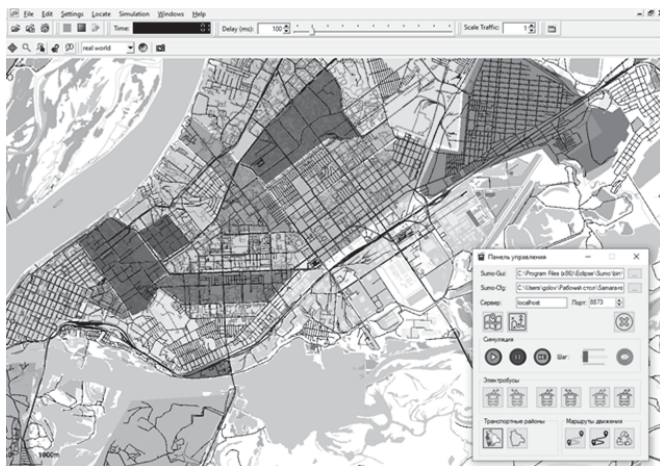 File Edit Settings Locate Simulation Windows Help
Time: Delay (ms): 100 Scale Traffic: 1
real world
1000m
Панель управления
Sumo-Gui: C:\Program Files (x86)\Eclipse\Sumo\bin\
Sumo-Cfg: C:\Users\golov\Рабочий стол\Samara-
Сервер: localhost Порт: 8873
Симуляция
Шаг:
Электробусы
Транспортные районы Маршруты движения